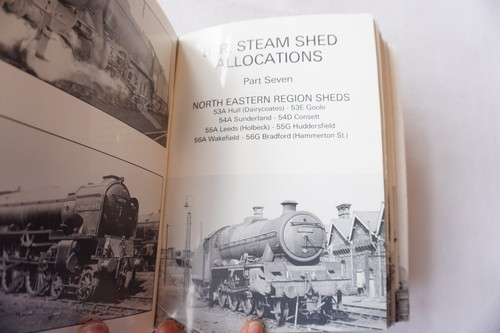 B.R. STEAM SHED
ALLOCATIONS
Part Seven
NORTH EASTERN REGION SHEDS
53A Hull (Dairycoates) · 53E Goole
54A Sunderland · 54D Consett
55A Leeds (Holbeck) · 55G Huddersfield
56A Wakefield · 56G Bradford (Hammerton St.)